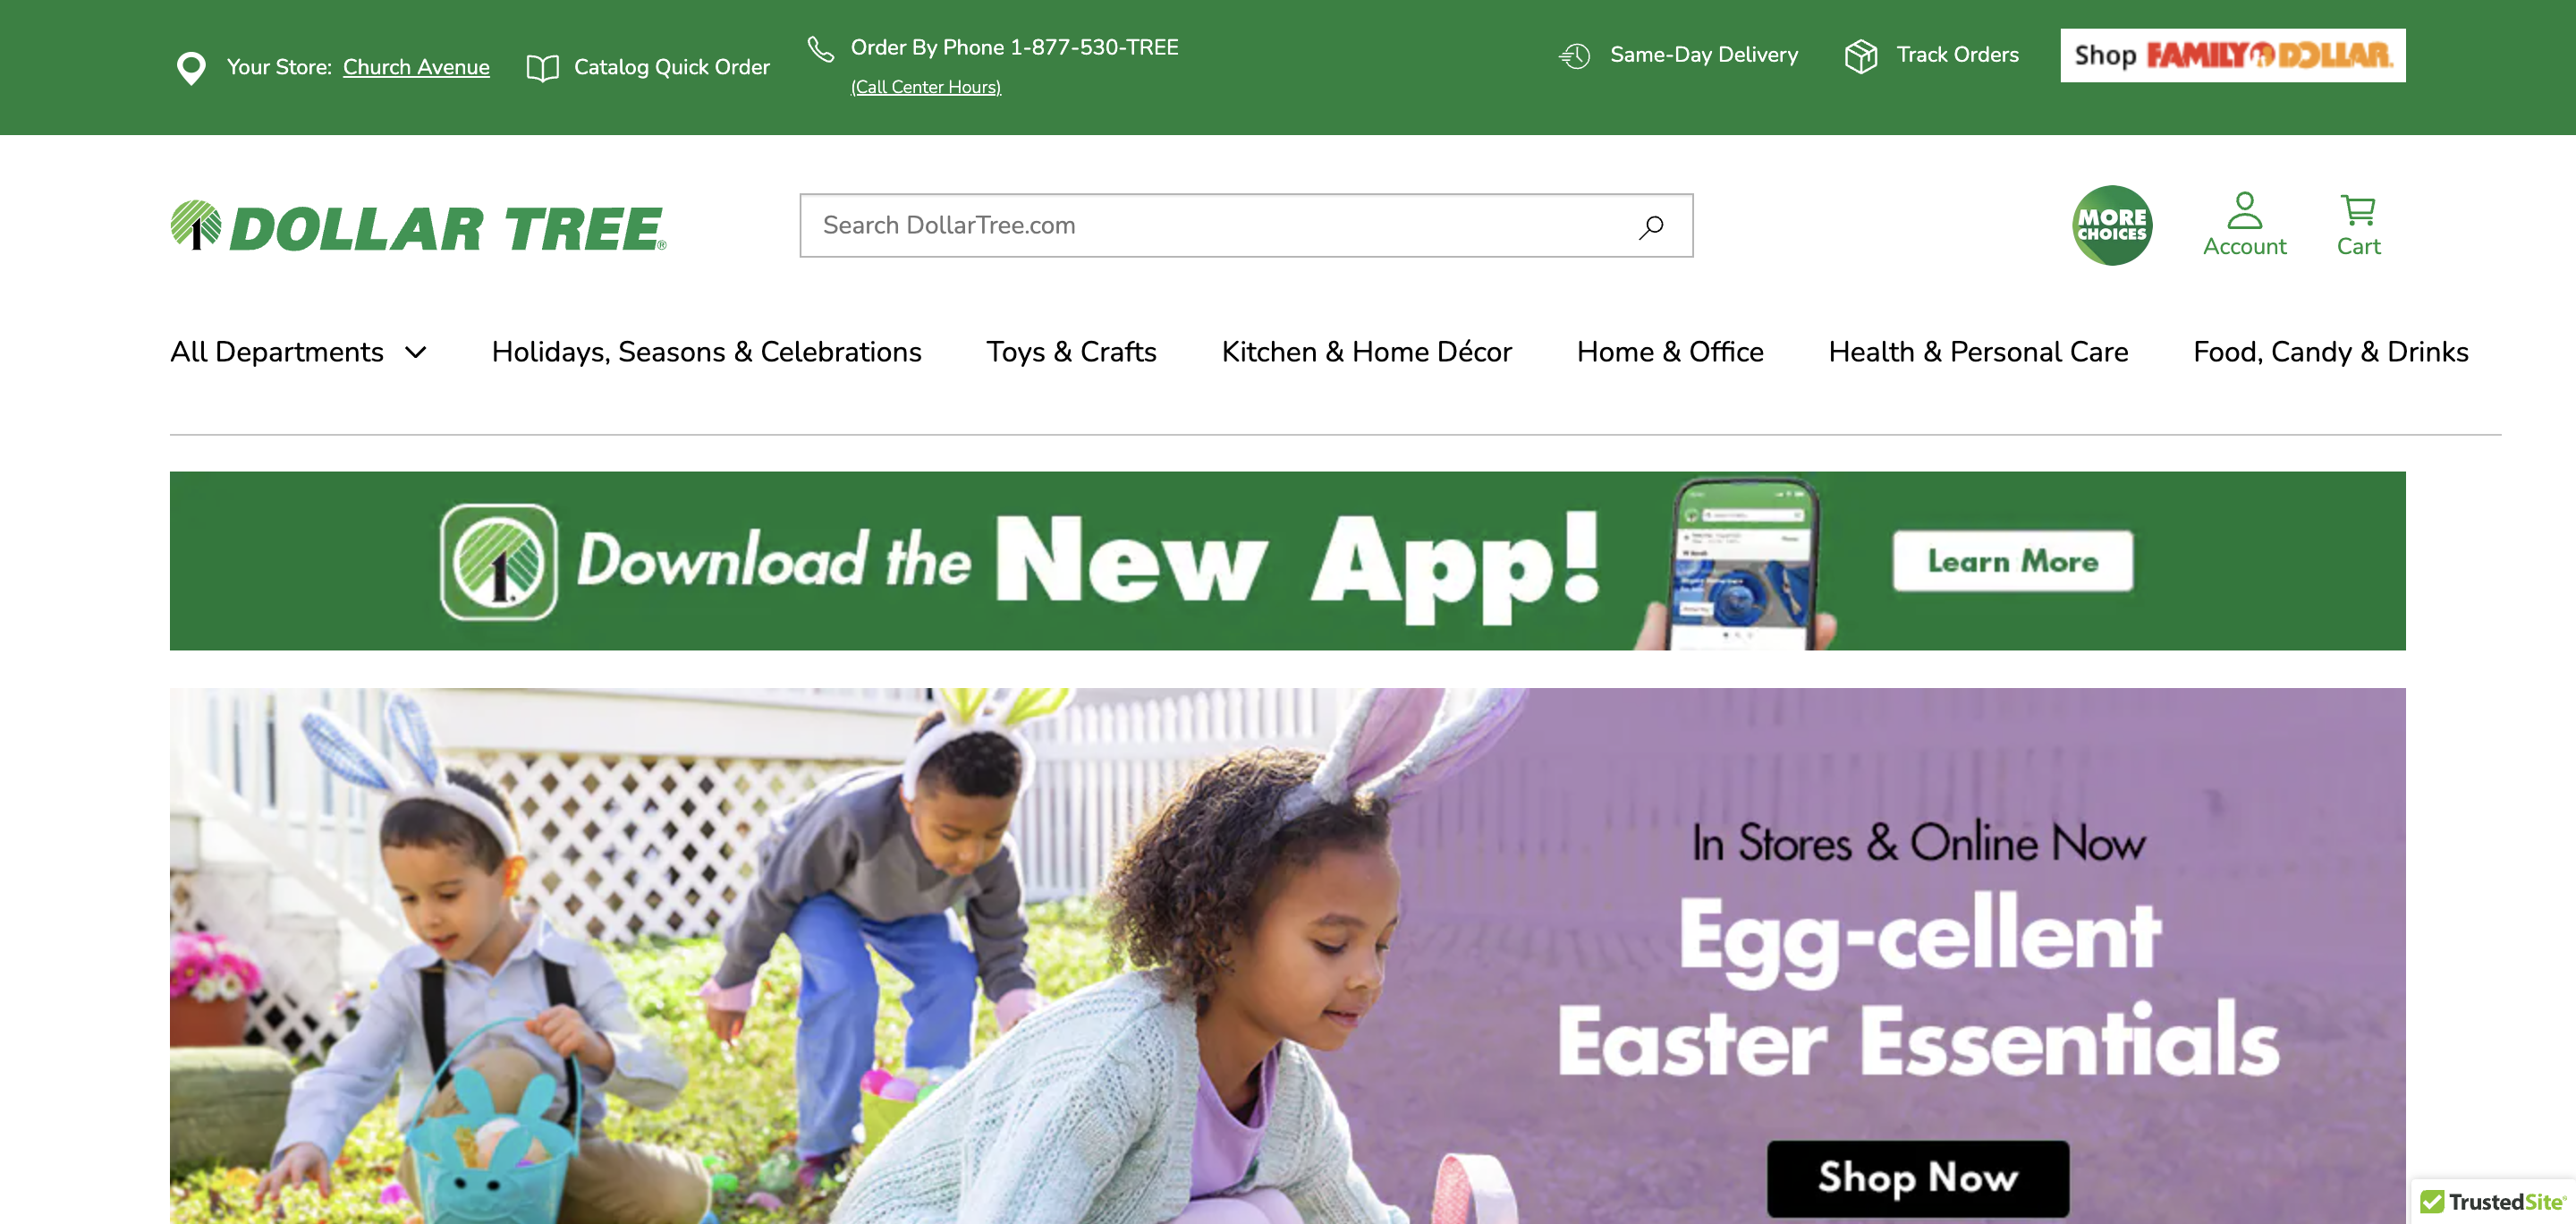 Your Store: Church Avenue
Catalog Quick Order
Order By Phone 1-877-530-TREE
(Call Center Hours)
Same-Day Delivery
Track Orders
Shop FAMILY DOLLAR.
1 DOLLAR TREE®
Search DollarTree.com
MORE
CHOICES
Account
Cart
All Departments
Holidays, Seasons & Celebrations
Toys & Crafts
Kitchen & Home Décor
Home & Office
Health & Personal Care
Food, Candy & Drinks
1. Download the New App!
Learn More
In Stores & Online Now
Egg-cellent
Easter Essentials
Shop Now
TrustedSite®